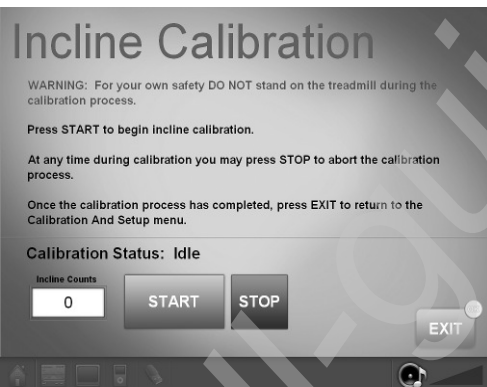 Incline Calibration
WARNING:  For your own safety DO NOT stand on the treadmill during the
calibration process.
Press START to begin incline calibration.
At any time during calibration you may press STOP to abort the calibration
process.
Once the calibration process has completed, press EXIT to return to the
Calibration And Setup menu.
Calibration Status:  Idle
Incline Counts
0
START
STOP
EXIT